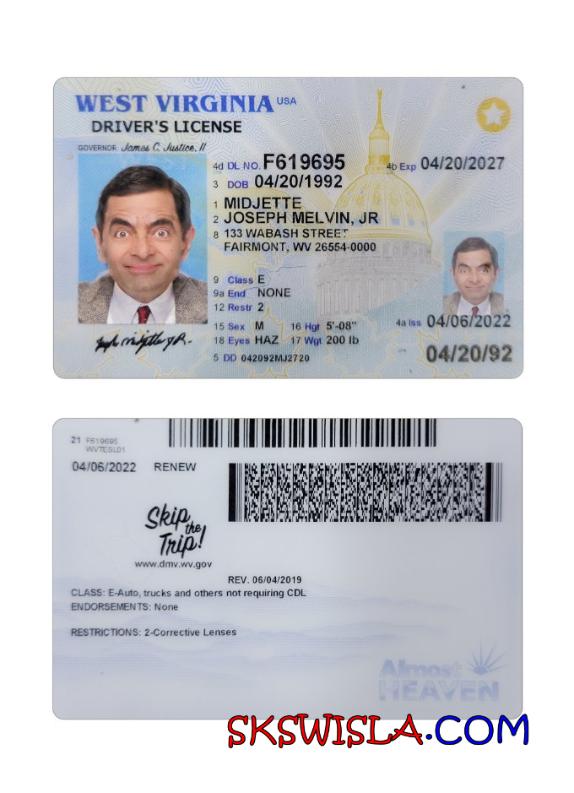 WEST VIRGINIA USA
DRIVER'S LICENSE
GOVERNOR James C. Justice, II
4d DL NO. F619695 4b Exp 04/20/2027
3 DOB 04/20/1992
1 MIDJETTE
2 JOSEPH MELVIN, JR
8 133 WABASH STREET
FAIRMONT, WV 26554-0000
9 Class E
9a End NONE
12 Restr 2
4a Iss 04/06/2022
15 Sex M 16 Hgt 5'-08"
18 Eyes HAZ 17 Wgt 200 lb
04/20/92
5 DD 042092MJ2720
21 F619695
WVTESL01
04/06/2022 RENEW
Skip
the
Trip!
www.dmv.wv.gov
REV. 06/04/2019
CLASS: E-Auto, trucks and others not requiring CDL
ENDORSEMENTS: None
RESTRICTIONS: 2-Corrective Lenses
Almost
HEAVEN
SKSWISLA.COM